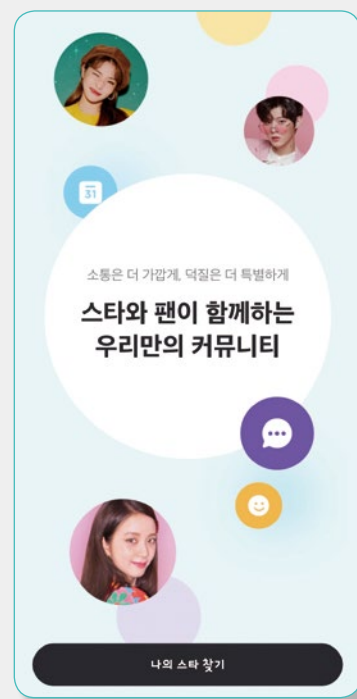 31
소통은 더 가깝게, 덕질은 더 특별하게
스타와 팬이 함께하는
우리만의 커뮤니티
나의 스타 찾기